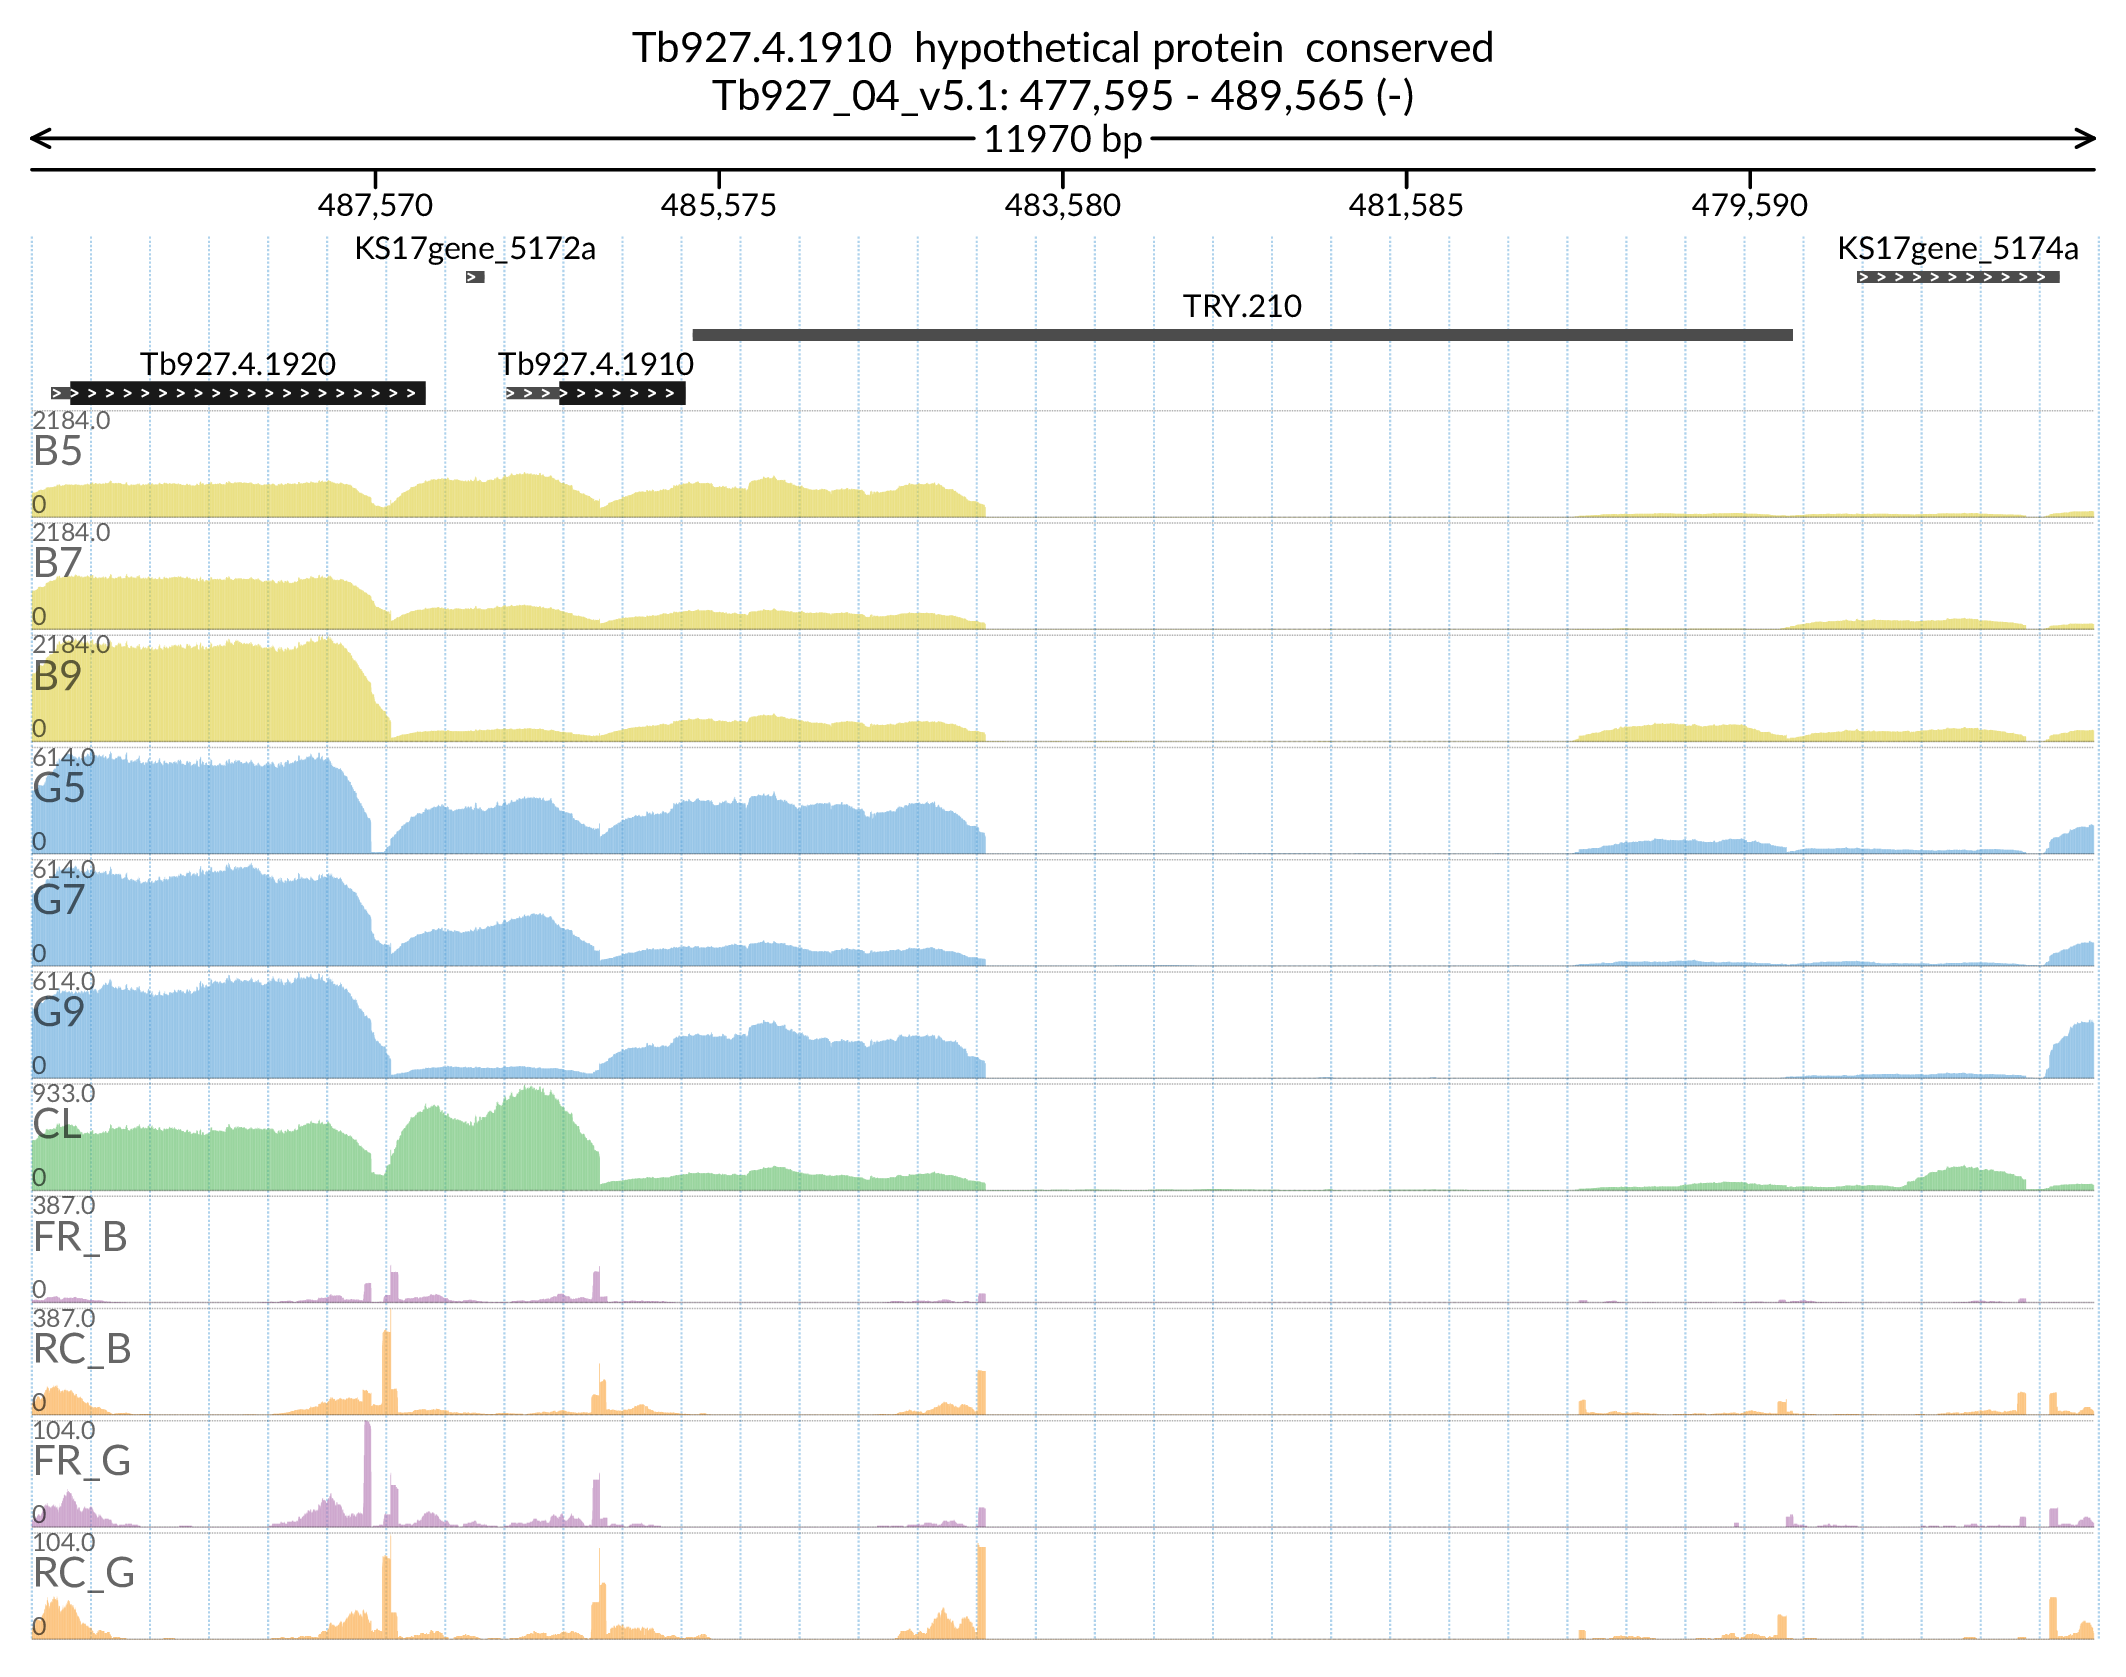 Tb927.4.1910 hypothetical protein conserved
Tb927_04_v5.1: 477,595 - 489,565 (-)
11970 bp
487,570 485,575 483,580 481,585 479,590
KS17gene_5172a KS17gene_5174a
TRY.210
Tb927.4.1920 Tb927.4.1910
2184.0
B5
0
2184.0
B7
0
2184.0
B9
0
614.0
G5
0
614.0
G7
0
614.0
G9
0
933.0
CL
0
387.0
FR_B
0
387.0
RC_B
0
104.0
FR_G
0
104.0
RC_G
0